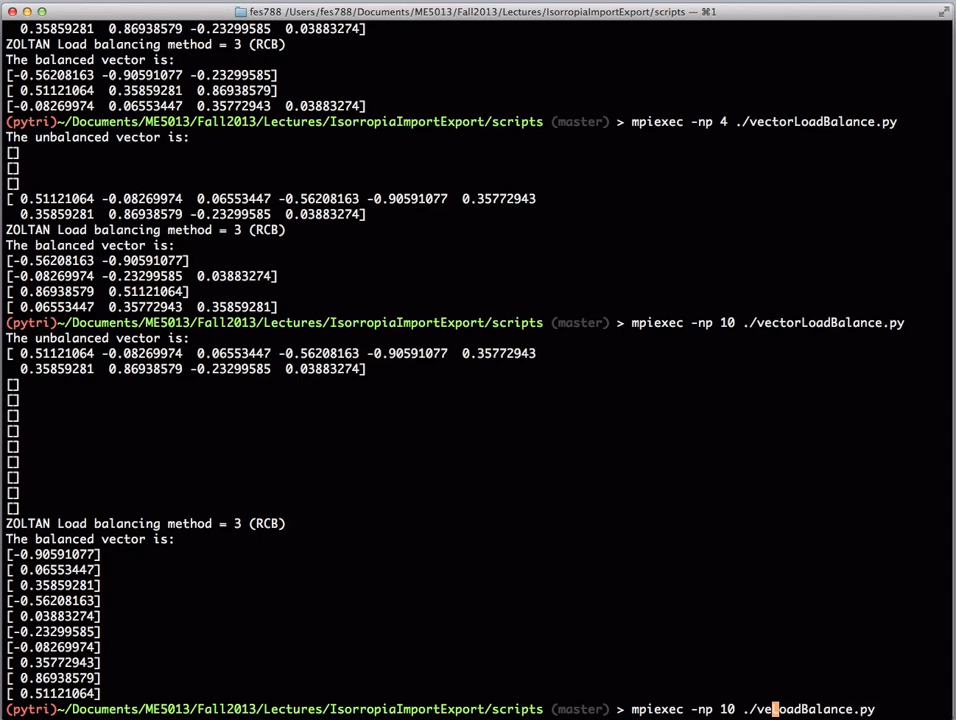 fes788 /Users/fes788/Documents/ME5013/Fall2013/Lectures/IsorropiaImportExport/scripts — ⌘1
0.35859281 0.86938579 -0.23299585 0.03883274]
ZOLTAN Load balancing method = 3 (RCB)
The balanced vector is:
[-0.56208163 -0.90591077 -0.23299585]
[ 0.51121064 0.35859281 0.86938579]
[-0.08269974 0.06553447 0.35772943 0.03883274]
(pytri)~/Documents/ME5013/Fall2013/Lectures/IsorropiaImportExport/scripts (master) > mpiexec -np 4 ./vectorLoadBalance.py
The unbalanced vector is:
[]
[]
[]
[ 0.51121064 -0.08269974 0.06553447 -0.56208163 -0.90591077 0.35772943
0.35859281 0.86938579 -0.23299585 0.03883274]
ZOLTAN Load balancing method = 3 (RCB)
The balanced vector is:
[-0.56208163 -0.90591077]
[-0.08269974 -0.23299585 0.03883274]
[ 0.86938579 0.51121064]
[ 0.06553447 0.35772943 0.35859281]
(pytri)~/Documents/ME5013/Fall2013/Lectures/IsorropiaImportExport/scripts (master) > mpiexec -np 10 ./vectorLoadBalance.py
The unbalanced vector is:
[ 0.51121064 -0.08269974 0.06553447 -0.56208163 -0.90591077 0.35772943
0.35859281 0.86938579 -0.23299585 0.03883274]
[]
[]
[]
[]
[]
[]
[]
[]
[]
ZOLTAN Load balancing method = 3 (RCB)
The balanced vector is:
[-0.90591077]
[ 0.06553447]
[ 0.35859281]
[-0.56208163]
[ 0.03883274]
[-0.23299585]
[-0.08269974]
[ 0.35772943]
[ 0.86938579]
[ 0.51121064]
(pytri)~/Documents/ME5013/Fall2013/Lectures/IsorropiaImportExport/scripts (master) > mpiexec -np 10 ./veLoadBalance.py